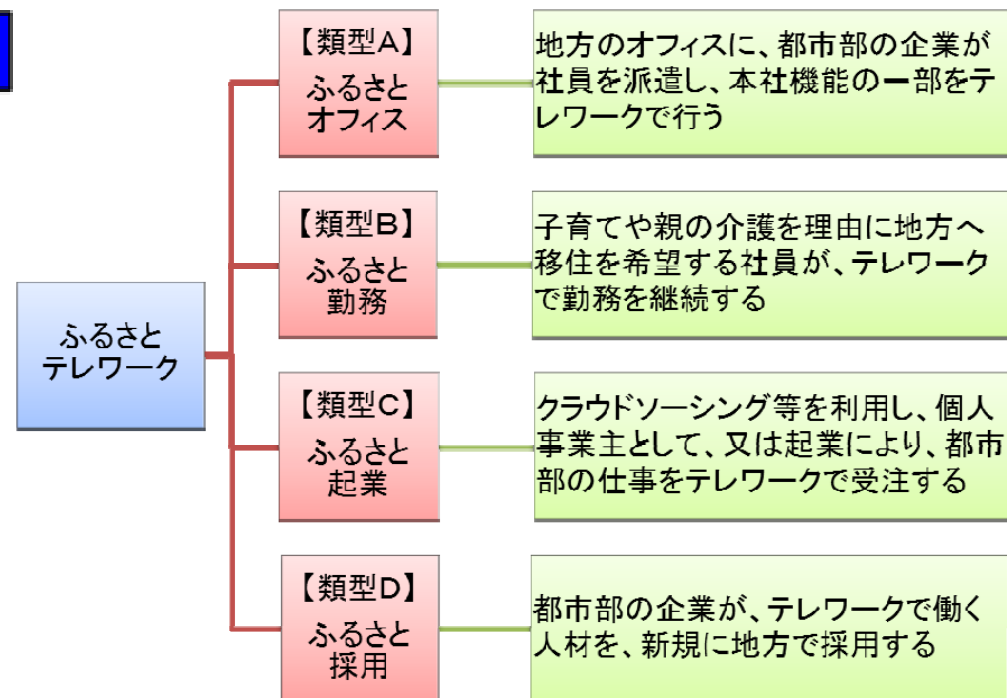 ふるさと
テレワーク
【類型A】
ふるさと
オフィス
地方のオフィスに、都市部の企業が
社員を派遣し、本社機能の一部をテ
レワークで行う
【類型B】
ふるさと
勤務
子育てや親の介護を理由に地方へ
移住を希望する社員が、テレワーク
で勤務を継続する
【類型C】
ふるさと
起業
クラウドソーシング等を利用し、個人
事業主として、又は起業により、都市
部の仕事をテレワークで受注する
【類型D】
ふるさと
採用
都市部の企業が、テレワークで働く
人材を、新規に地方で採用する